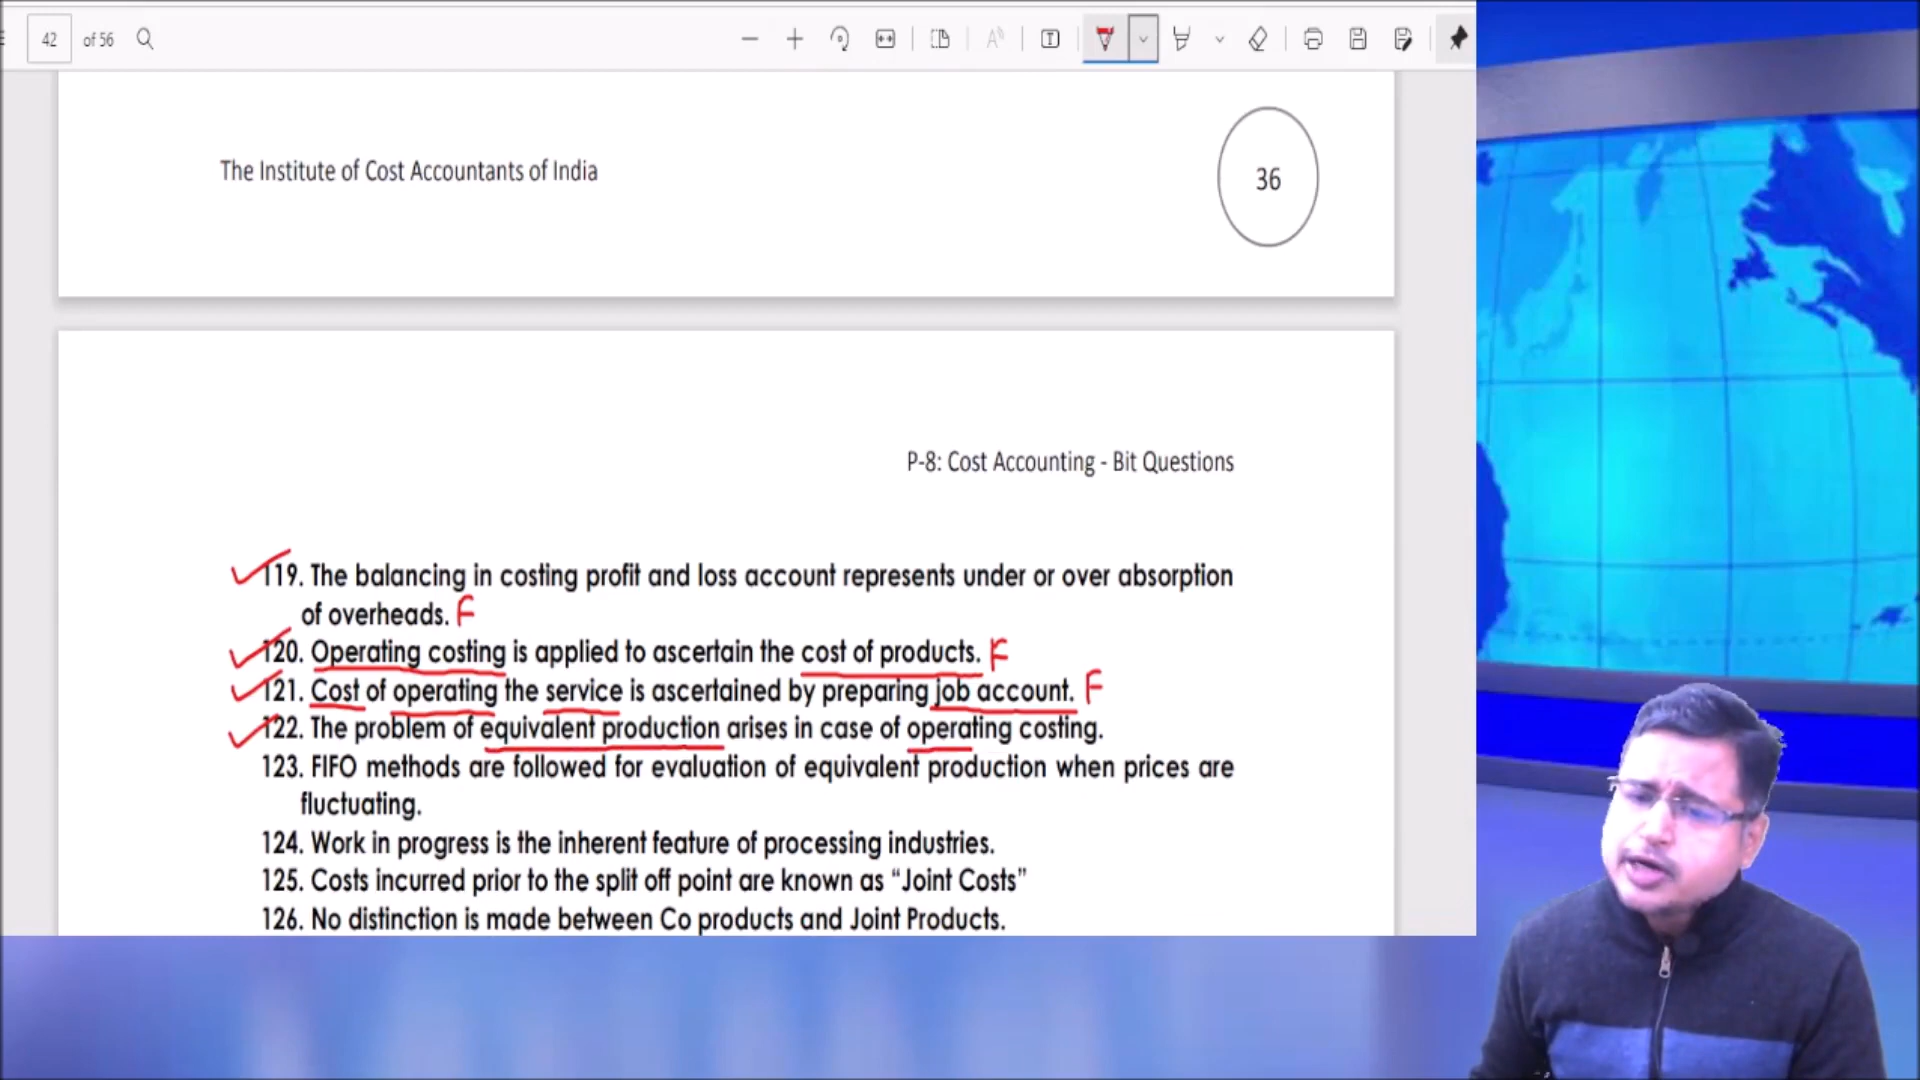 42 of 56
The Institute of Cost Accountants of India
36
P-8: Cost Accounting - Bit Questions
119. The balancing in costing profit and loss account represents under or over absorption
of overheads. F
120. Operating costing is applied to ascertain the cost of products. F
121. Cost of operating the service is ascertained by preparing job account. F
122. The problem of equivalent production arises in case of operating costing.
123. FIFO methods are followed for evaluation of equivalent production when prices are
fluctuating.
124. Work in progress is the inherent feature of processing industries.
125. Costs incurred prior to the split off point are known as “Joint Costs”
126. No distinction is made between Co products and Joint Products.